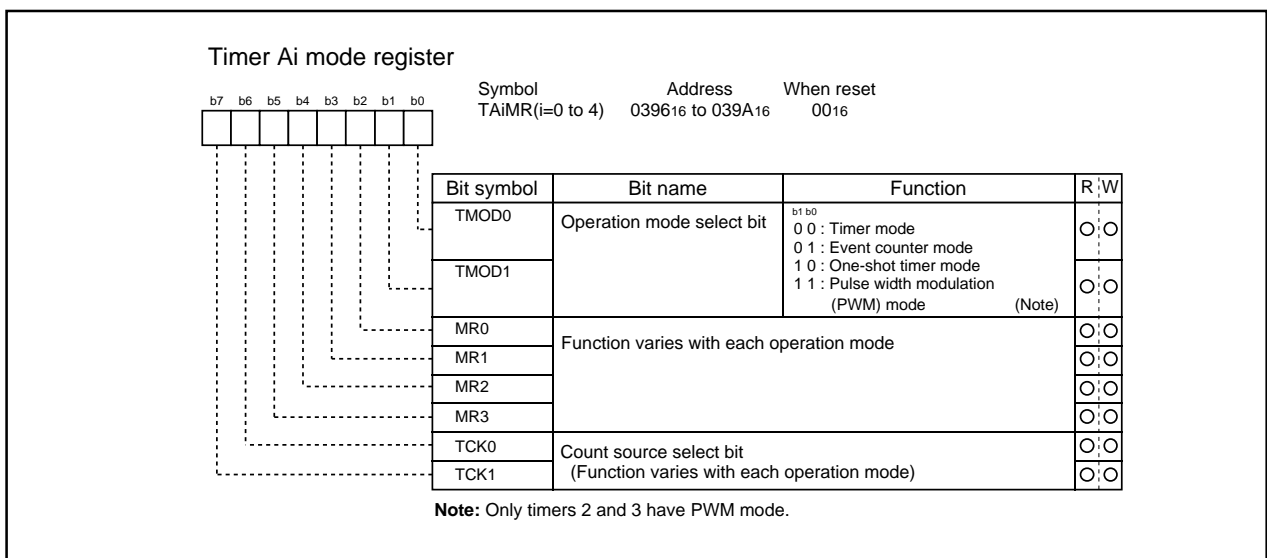 Timer Ai mode register
Symbol Address When reset
TAiMR(i=0 to 4) 039616 to 039A16 0016
b7 b6 b5 b4 b3 b2 b1 b0
Bit symbol Bit name Function R W
TMOD0 Operation mode select bit
b1 b0
0 0 : Timer mode
0 1 : Event counter mode
TMOD1
1 0 : One-shot timer mode
1 1 : Pulse width modulation
(PWM) mode (Note)
MR0
Function varies with each operation mode
MR1
MR2
MR3
TCK0
Count source select bit
TCK1
(Function varies with each operation mode)
Note: Only timers 2 and 3 have PWM mode.